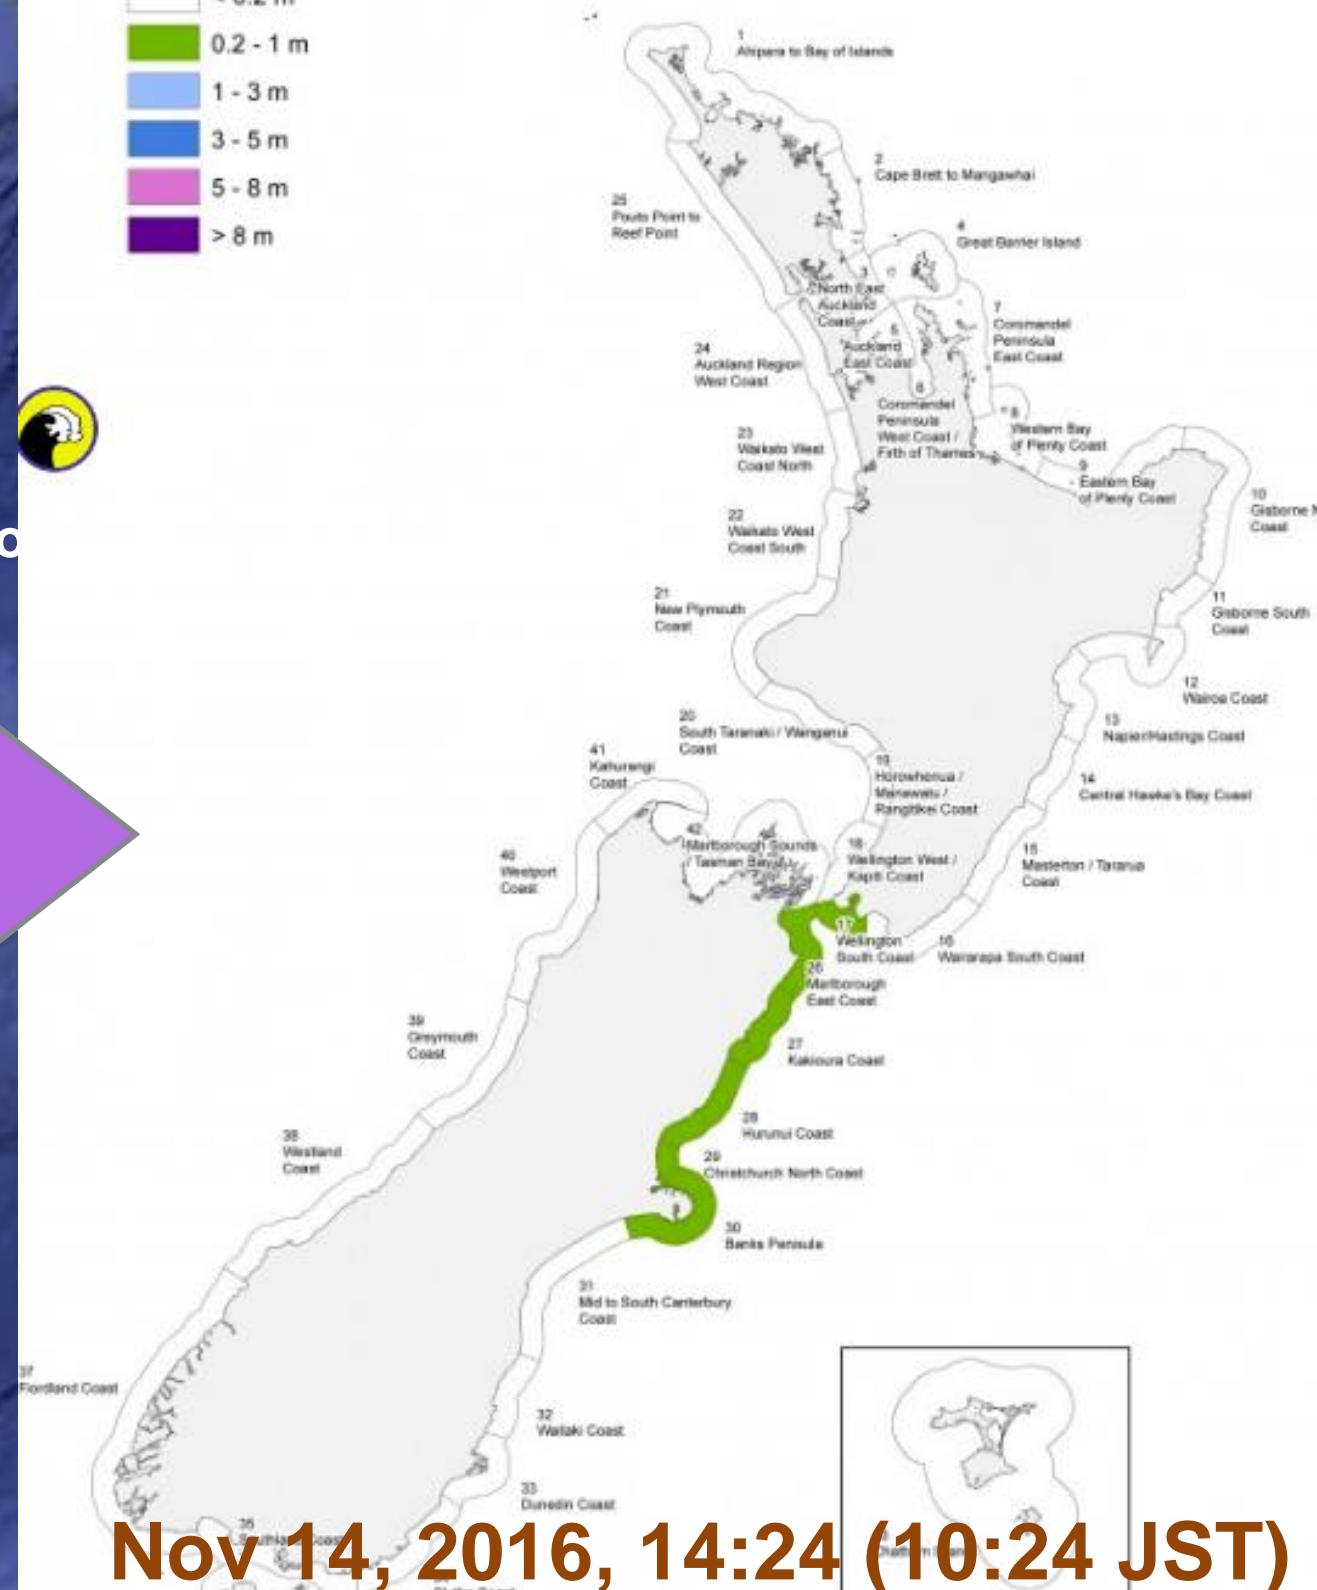 0.2 - 1 m
1 - 3 m
3 - 5 m
5 - 8 m
> 8 m
1
Ahipara to Bay of Islands
2
Cape Brett to Mangawhai
25
Pouto Point to
Reef Point
4
Great Barrier Island
3
North East
Auckland
Coast
7
Coromandel
Peninsula
East Coast
5
Auckland
East Coast
24
Auckland Region
West Coast
6
Coromandel
Peninsula
West Coast /
Firth of Thames
8
Western Bay
of Plenty Coast
23
Waikato West
Coast North
9
Eastern Bay
of Plenty Coast
10
Gisborne N
Coast
22
Waikato West
Coast South
21
New Plymouth
Coast
11
Gisborne South
Coast
12
Wairoa Coast
20
South Taranaki / Wanganui
Coast
13
Napier/Hastings Coast
41
Kahurangi
Coast
19
Horowhenua /
Manawatu /
Rangitikei Coast
14
Central Hawke's Bay Coast
42
Marlborough Sounds
/ Tasman Bay
18
Wellington West /
Kapiti Coast
40
Westport
Coast
15
Masterton / Tararua
Coast
17
Wellington
South Coast
16
Wairarapa South Coast
26
Marlborough
East Coast
39
Greymouth
Coast
27
Kakioura Coast
28
Hurunui Coast
38
Westland
Coast
29
Christchurch North Coast
30
Banks Penisula
31
Mid to South Canterbury
Coast
37
Fiordland Coast
32
Waitaki Coast
33
Dunedin Coast
35
Southland Coast
Nov 14, 2016, 14:24 (10:24 JST)